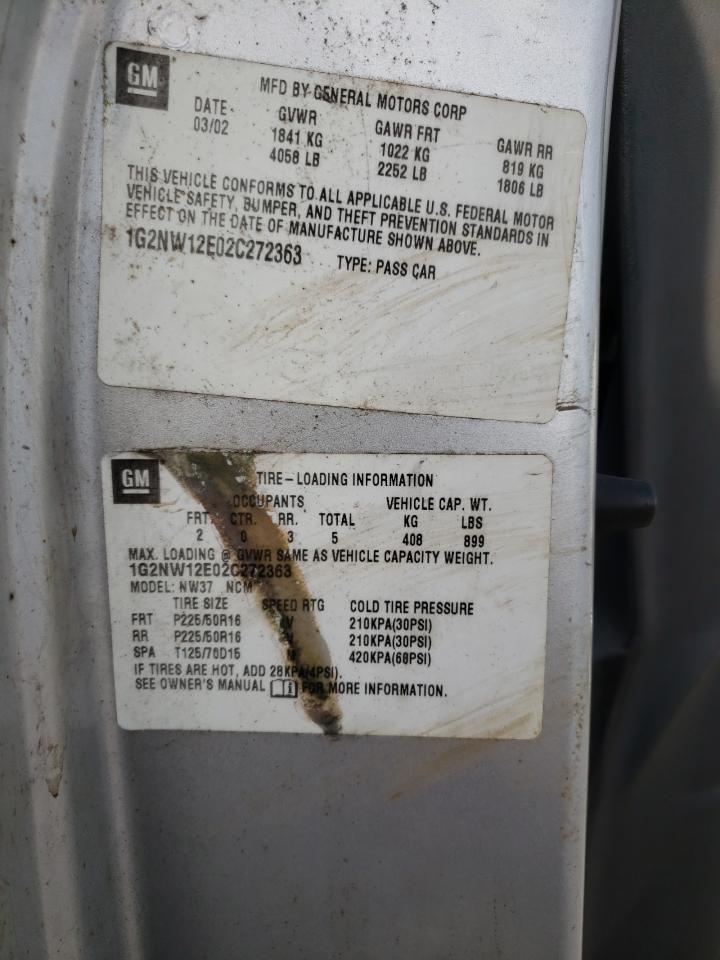 GM
MFD BY GENERAL MOTORS CORP
DATE GVWR GAWR FRT GAWR RR
03/02 1841 KG 1022 KG 819 KG
4058 LB 2252 LB 1806 LB
THIS VEHICLE CONFORMS TO ALL APPLICABLE U.S. FEDERAL MOTOR
VEHICLE SAFETY, BUMPER, AND THEFT PREVENTION STANDARDS IN
EFFECT ON THE DATE OF MANUFACTURE SHOWN ABOVE.
1G2NW12E02C272363 TYPE: PASS CAR
GM
TIRE-LOADING INFORMATION
OCCUPANTS VEHICLE CAP. WT.
FRT. CTR. RR. TOTAL KG LBS
2 0 3 5 408 899
MAX. LOADING @ GVWR SAME AS VEHICLE CAPACITY WEIGHT.
1G2NW12E02C272363
MODEL: NW37 NCM
TIRE SIZE SPEED RTG COLD TIRE PRESSURE
FRT P225/50R16 V 210KPA(30PSI)
RR P225/50R16 V 210KPA(30PSI)
SPA T125/70D15 M 420KPA(60PSI)
IF TIRES ARE HOT, ADD 28KPA(4PSI).
SEE OWNER'S MANUAL FOR MORE INFORMATION.